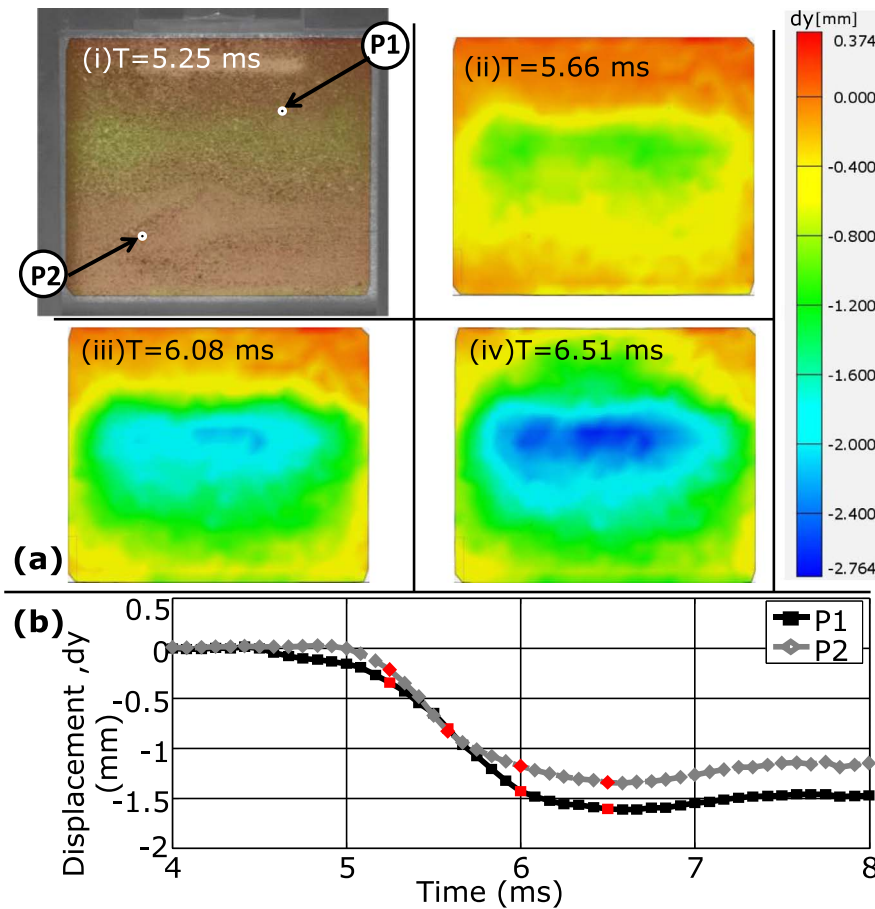 dy[mm]
P1
(i)T=5.25 ms
(ii)T=5.66 ms
0.374
0.000
-0.400
-0.800
-1.200
-1.600
-2.000
-2.400
-2.764
P2
(iii)T=6.08 ms
(iv)T=6.51 ms
(a)
(b)
0.5
0
-0.5
-1
-1.5
-2
Displacement ,dy
(mm)
P1
P2
4
5
6
7
8
Time (ms)